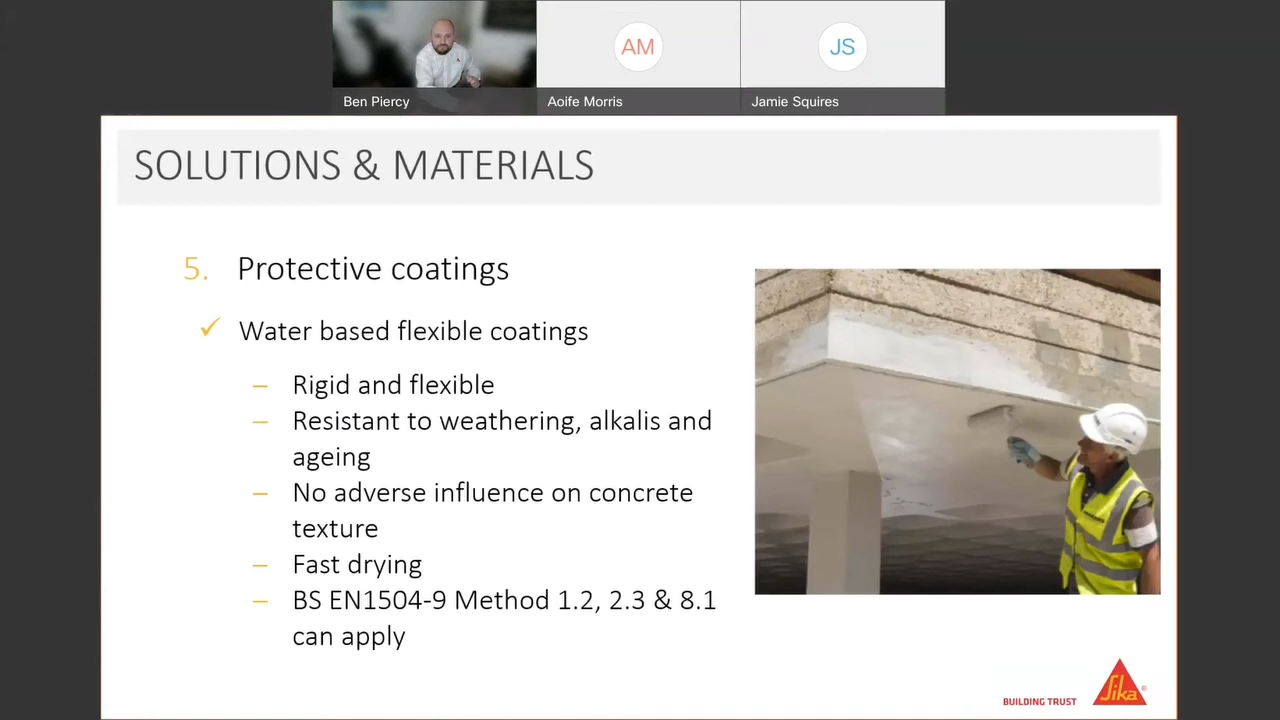 AM
JS
Ben Piercy
Aoife Morris
Jamie Squires
SOLUTIONS & MATERIALS
5. Protective coatings
✓ Water based flexible coatings
– Rigid and flexible
– Resistant to weathering, alkalis and
ageing
– No adverse influence on concrete
texture
– Fast drying
– BS EN1504-9 Method 1.2, 2.3 & 8.1
can apply
BUILDING TRUST
Sika®